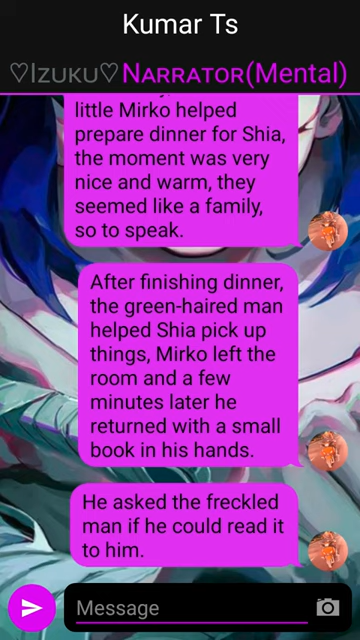 Kumar Ts
♡Izuku♡Narrator(Mental)
little Mirko helped
prepare dinner for Shia,
the moment was very
nice and warm, they
seemed like a family,
so to speak.
After finishing dinner,
the green-haired man
helped Shia pick up
things, Mirko left the
room and a few
minutes later he
returned with a small
book in his hands.
He asked the freckled
man if he could read it
to him.
Message